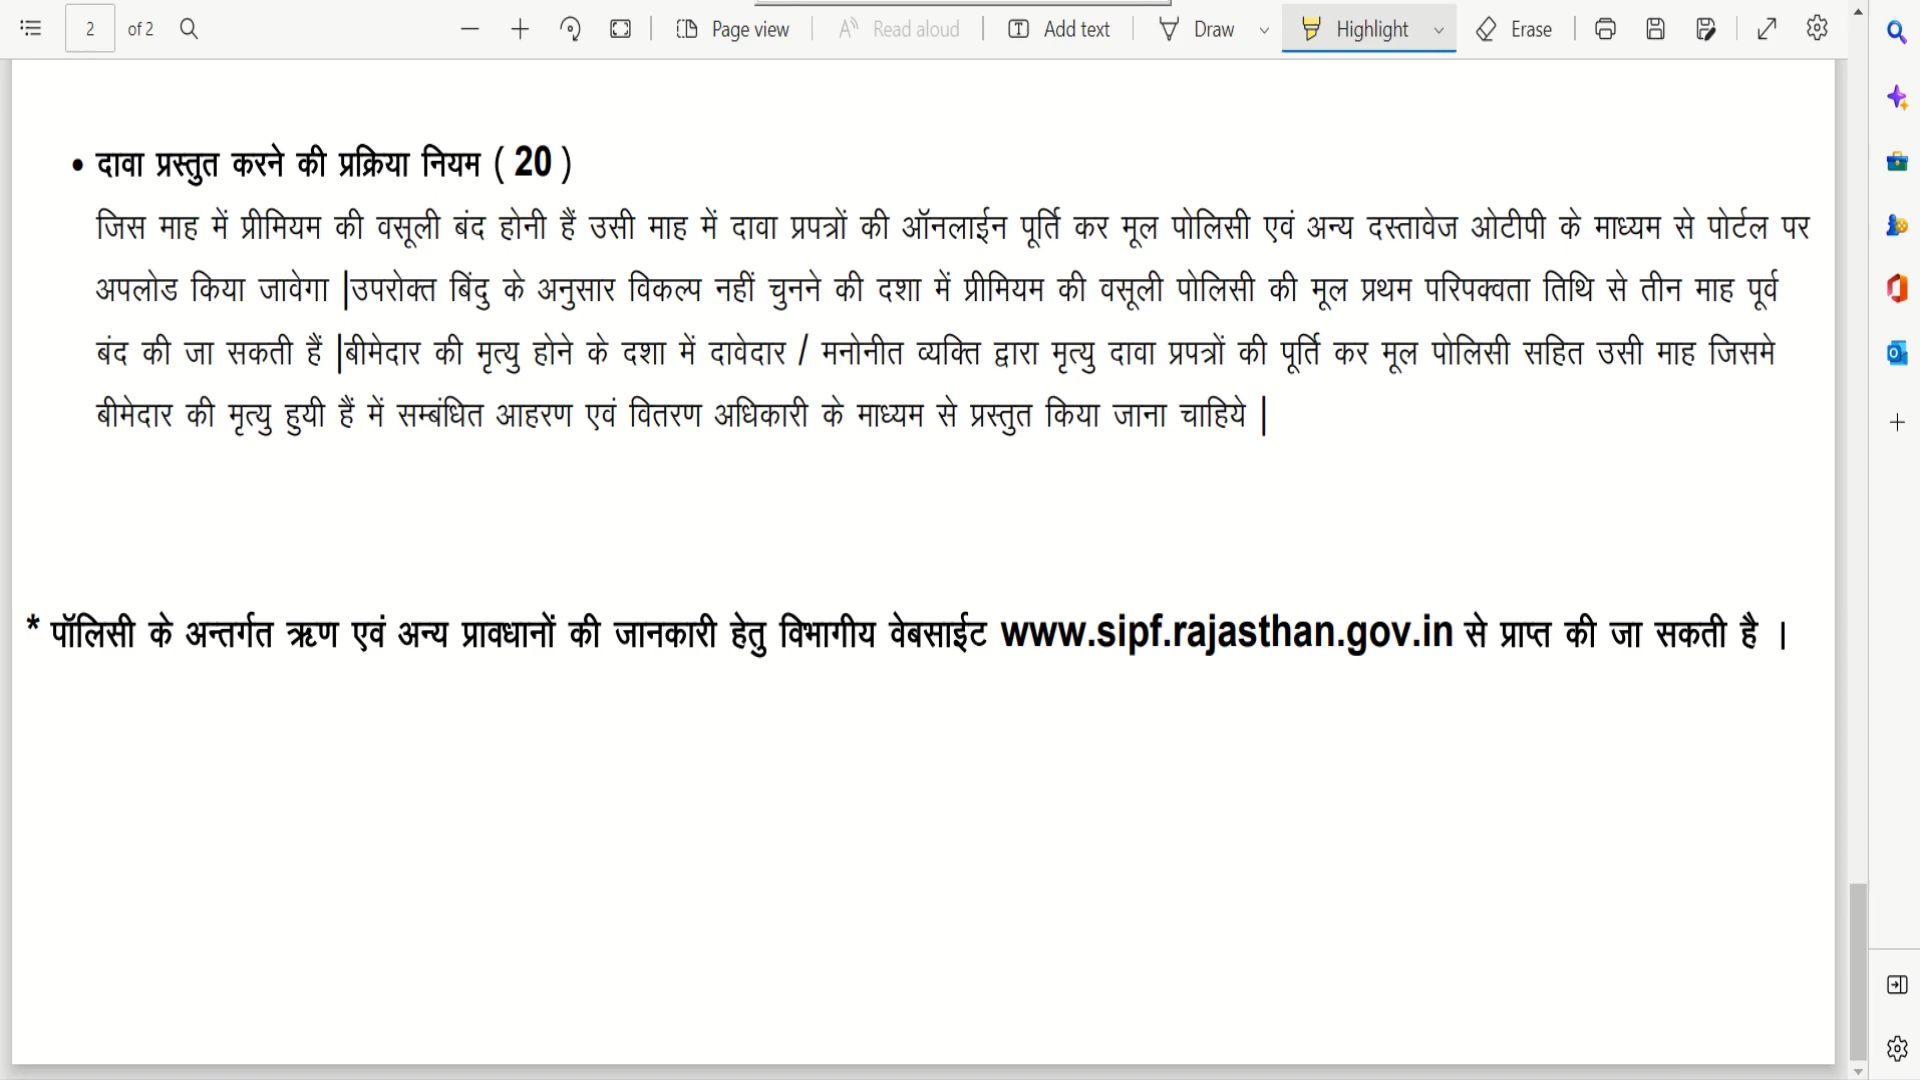 2 of 2 Page view Read aloud Add text Draw Highlight Erase
• दावा प्रस्तुत करने की प्रक्रिया नियम ( 20 )
जिस माह में प्रीमियम की वसूली बंद होनी हैं उसी माह में दावा प्रपत्रों की ऑनलाईन पूर्ति कर मूल पोलिसी एवं अन्य दस्तावेज ओटीपी के माध्यम से पोर्टल पर
अपलोड किया जावेगा |उपरोक्त बिंदु के अनुसार विकल्प नहीं चुनने की दशा में प्रीमियम की वसूली पोलिसी की मूल प्रथम परिपक्वता तिथि से तीन माह पूर्व
बंद की जा सकती हैं |बीमेदार की मृत्यु होने के दशा में दावेदार / मनोनीत व्यक्ति द्वारा मृत्यु दावा प्रपत्रों की पूर्ति कर मूल पोलिसी सहित उसी माह जिसमे
बीमेदार की मृत्यु हुयी हैं में सम्बंधित आहरण एवं वितरण अधिकारी के माध्यम से प्रस्तुत किया जाना चाहिये |
* पॉलिसी के अन्तर्गत ऋण एवं अन्य प्रावधानों की जानकारी हेतु विभागीय वेबसाईट www.sipf.rajasthan.gov.in से प्राप्त की जा सकती है ।